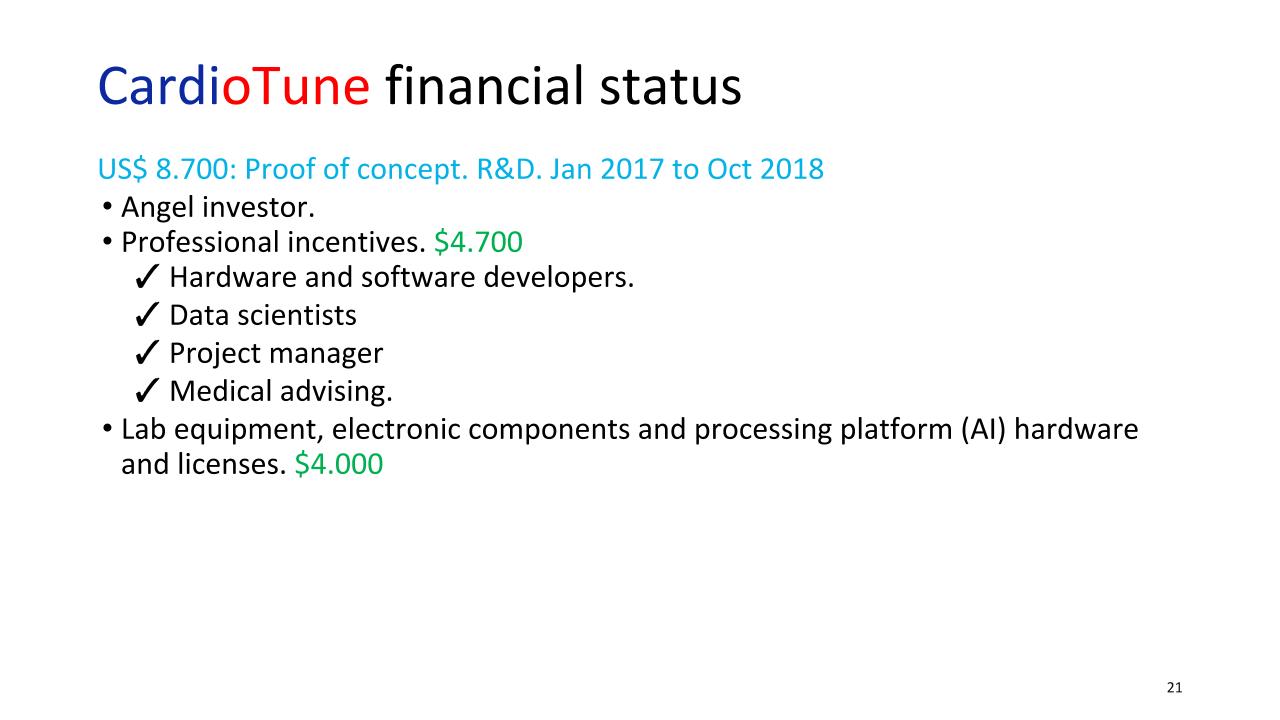 CardioTune financial status
US$ 8.700: Proof of concept. R&D. Jan 2017 to Oct 2018
• Angel investor.
• Professional incentives. $4.700
✓ Hardware and software developers.
✓ Data scientists
✓ Project manager
✓ Medical advising.
• Lab equipment, electronic components and processing platform (AI) hardware
and licenses. $4.000
21